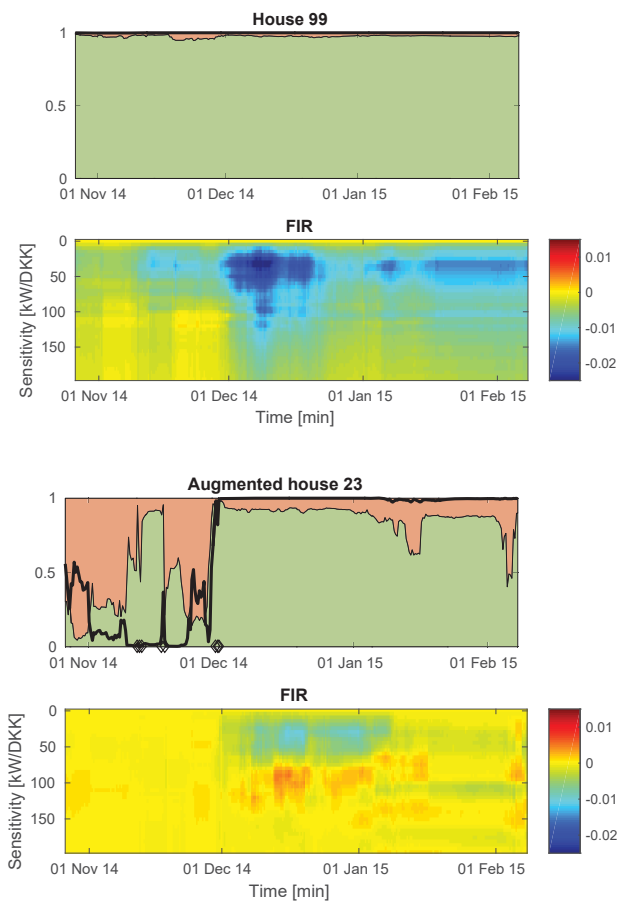 House 99
1
0.5
0
01 Nov 14 01 Dec 14 01 Jan 15 01 Feb 15
FIR
Sensitivity [kW/DKK]
0
50
100
150
01 Nov 14 01 Dec 14 01 Jan 15 01 Feb 15
Time [min]
0.01
0
-0.01
-0.02
Augmented house 23
1
0.5
0
01 Nov 14 01 Dec 14 01 Jan 15 01 Feb 15
FIR
Sensitivity [kW/DKK]
0
50
100
150
01 Nov 14 01 Dec 14 01 Jan 15 01 Feb 15
Time [min]
0.01
0
-0.01
-0.02